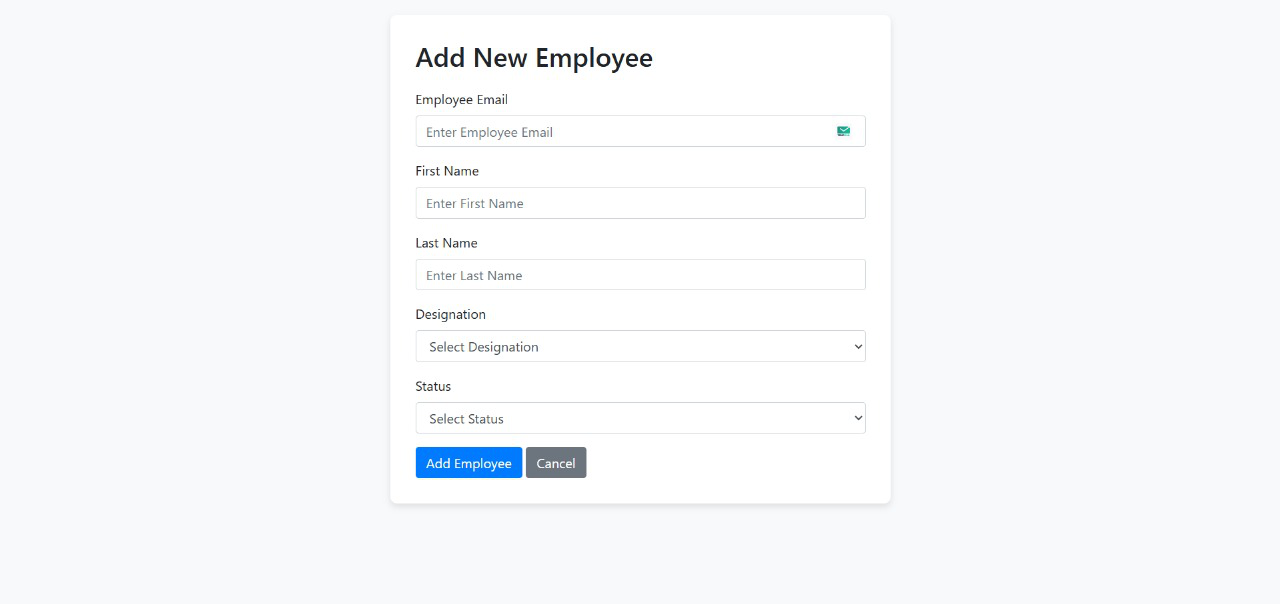 Add New Employee
Employee Email
Enter Employee Email
First Name
Enter First Name
Last Name
Enter Last Name
Designation
Select Designation
Status
Select Status
Add Employee Cancel